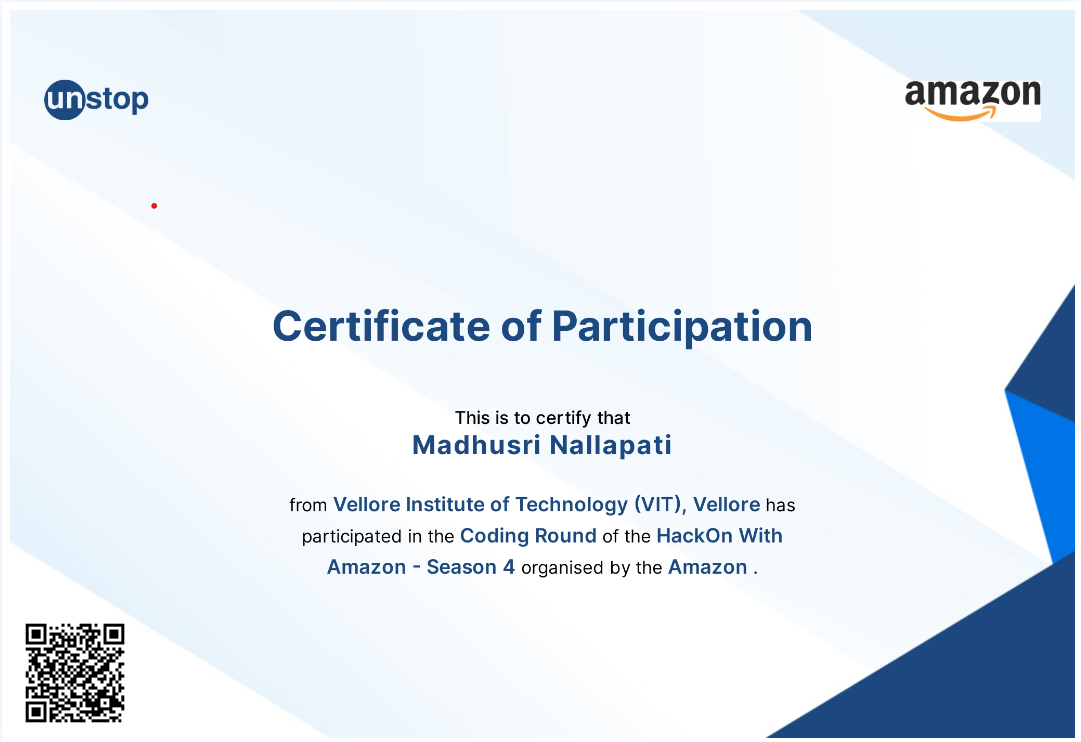 unstop
amazon
Certificate of Participation
This is to certify that
Madhusri Nallapati
from Vellore Institute of Technology (VIT), Vellore has
participated in the Coding Round of the HackOn With
Amazon - Season 4 organised by the Amazon .